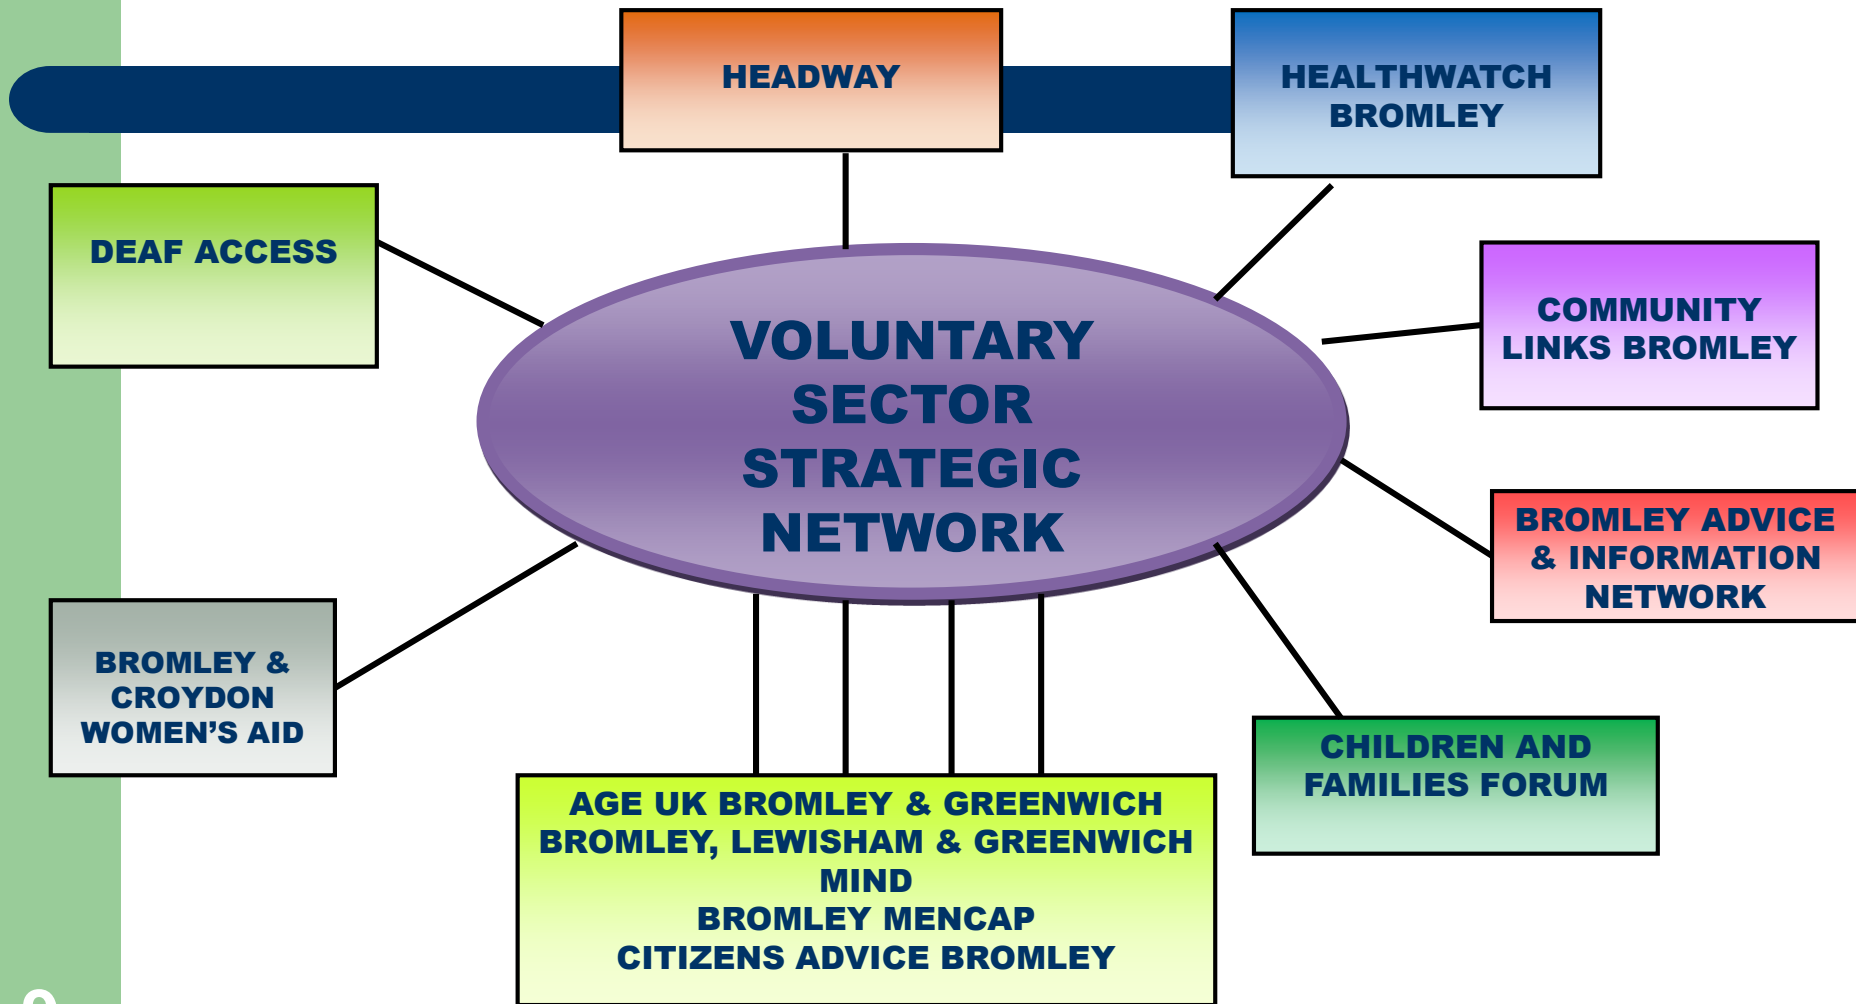 HEADWAY
HEALTHWATCH
BROMLEY
DEAF ACCESS
COMMUNITY
LINKS BROMLEY
VOLUNTARY
SECTOR
STRATEGIC
NETWORK
BROMLEY ADVICE
& INFORMATION
NETWORK
BROMLEY &
CROYDON
WOMEN’S AID
CHILDREN AND
FAMILIES FORUM
AGE UK BROMLEY & GREENWICH
BROMLEY, LEWISHAM & GREENWICH
MIND
BROMLEY MENCAP
CITIZENS ADVICE BROMLEY